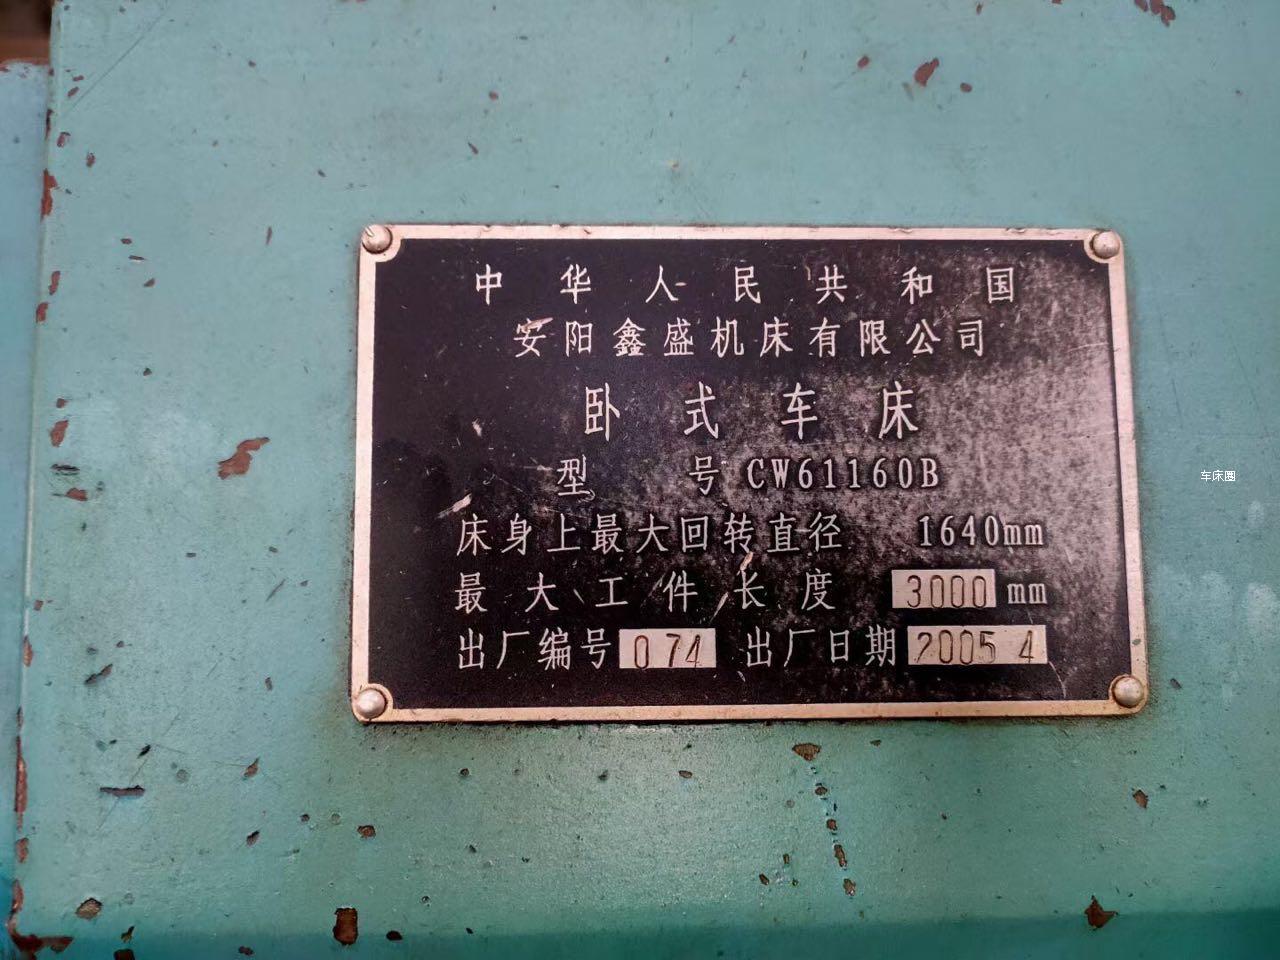 中华人民共和国
安阳鑫盛机床有限公司
卧式车床
型号 CW61160B
床身上最大回转直径 1640mm
最大工件长度 3000 mm
出厂编号 074 出厂日期 2005 4
车床圈